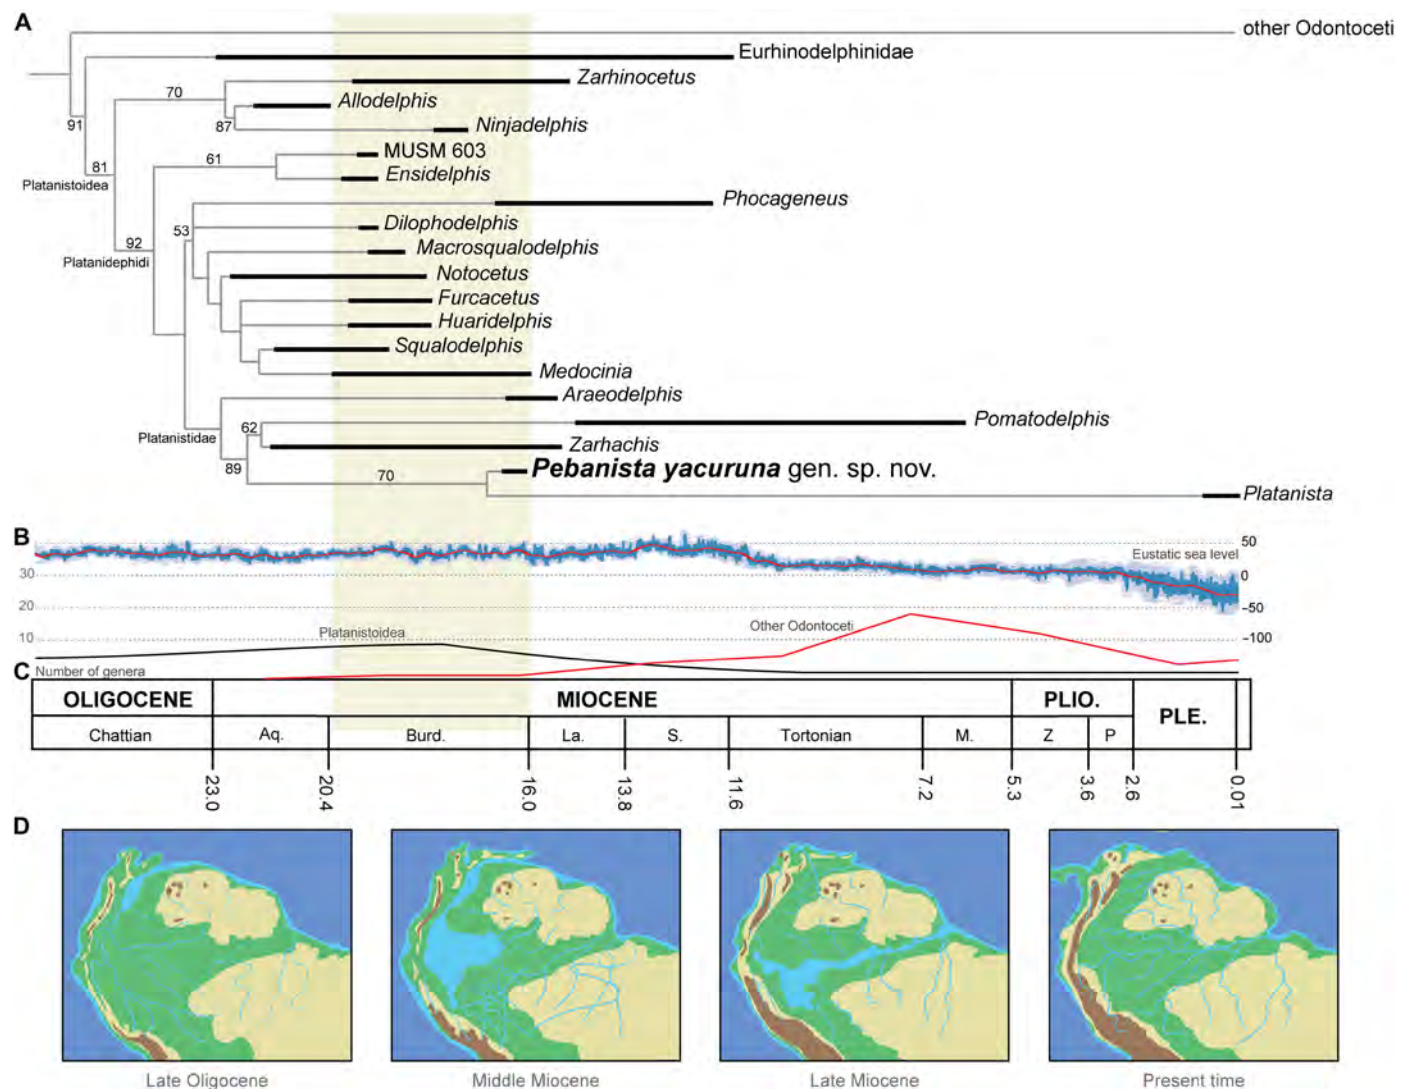 A
other Odontoceti
Eurhinodelphinidae
Zarhinocetus
70
Allodelphis
87
Ninjadelphis
91
81
61
MUSM 603
Ensidelphis
Platanistoidea
Phocageneus
53
Dilophodelphis
92
Macrosqualodelphis
Platanidephidi
Notocetus
Furcacetus
Huaridelphis
Squalodelphis
Medocinia
Araeodelphis
Pomatodelphis
62
Platanistidae
Zarhachis
89
70
Pebanista yacuruna gen. sp. nov.
Platanista
B
50
Eustatic sea level
30
0
20
-50
Platanistoidea
Other Odontoceti
10
-100
C
Number of genera
OLIGOCENE
MIOCENE
PLIO.
PLE.
Chattian
Aq.
Burd.
La.
S.
Tortonian
M.
Z
P
23.0
20.4
16.0
13.8
11.6
7.2
5.3
3.6
2.6
0.01
D
Late Oligocene
Middle Miocene
Late Miocene
Present time